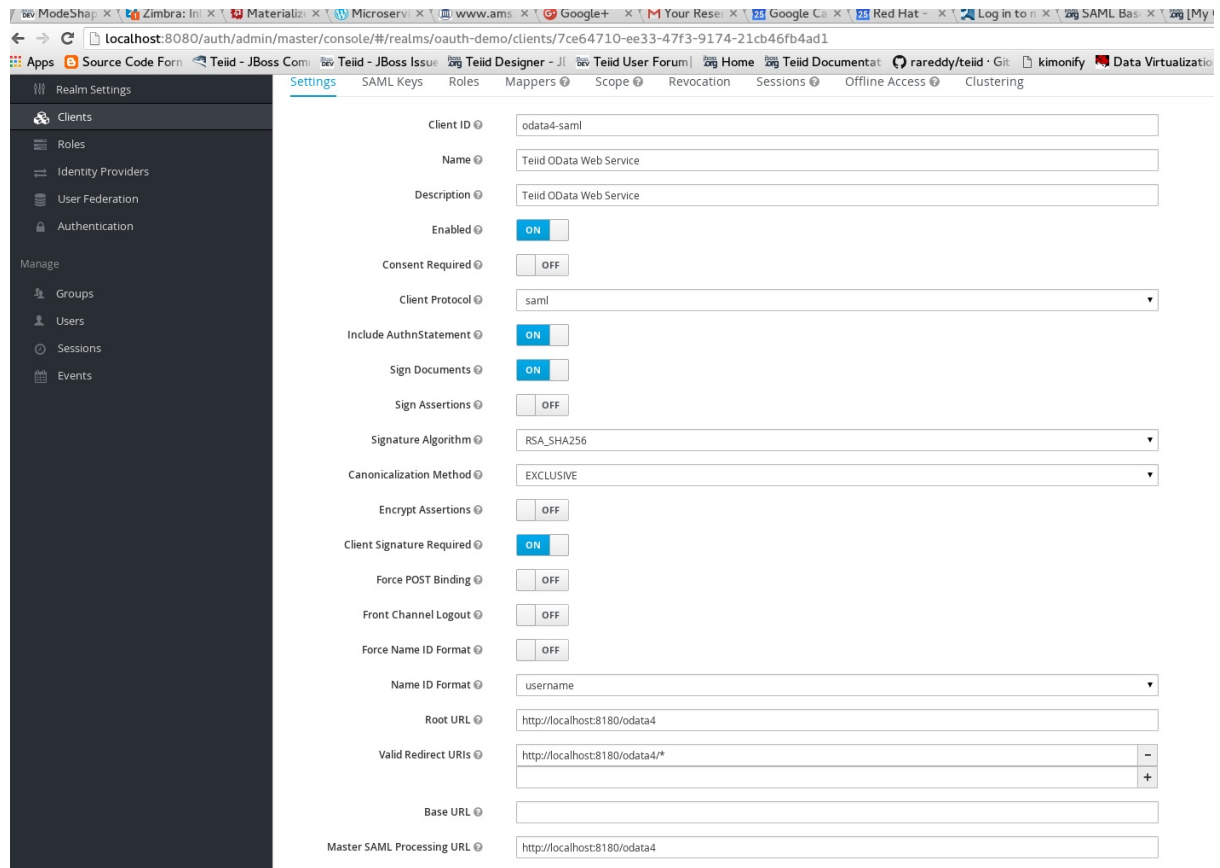 ModeShap x Zimbra: In x Materializ x Microservi x www.ams. x Google+ x Your Rese x Google Ca x Red Hat - x Log in to n x SAML Bas x [My
localhost:8080/auth/admin/master/console/#/realms/oauth-demo/clients/7ce64710-ee33-47f3-9174-21cb46fb4ad1
Apps Source Code Form Teiid - JBoss Com Teiid - JBoss Issue Teiid Designer - J Teiid User Forum| Home Teiid Documentat rareddy/teiid · Git kimonify Data Virtualizatio
Realm Settings
Clients
Roles
Identity Providers
User Federation
Authentication
Manage
Groups
Users
Sessions
Events
Settings SAML Keys Roles Mappers Scope Revocation Sessions Offline Access Clustering
Client ID odata4-saml
Name Teiid OData Web Service
Description Teiid OData Web Service
Enabled ON
Consent Required OFF
Client Protocol saml
Include AuthnStatement ON
Sign Documents ON
Sign Assertions OFF
Signature Algorithm RSA_SHA256
Canonicalization Method EXCLUSIVE
Encrypt Assertions OFF
Client Signature Required ON
Force POST Binding OFF
Front Channel Logout OFF
Force Name ID Format OFF
Name ID Format username
Root URL http://localhost:8180/odata4
Valid Redirect URIs http://localhost:8180/odata4/* -
+
Base URL
Master SAML Processing URL http://localhost:8180/odata4